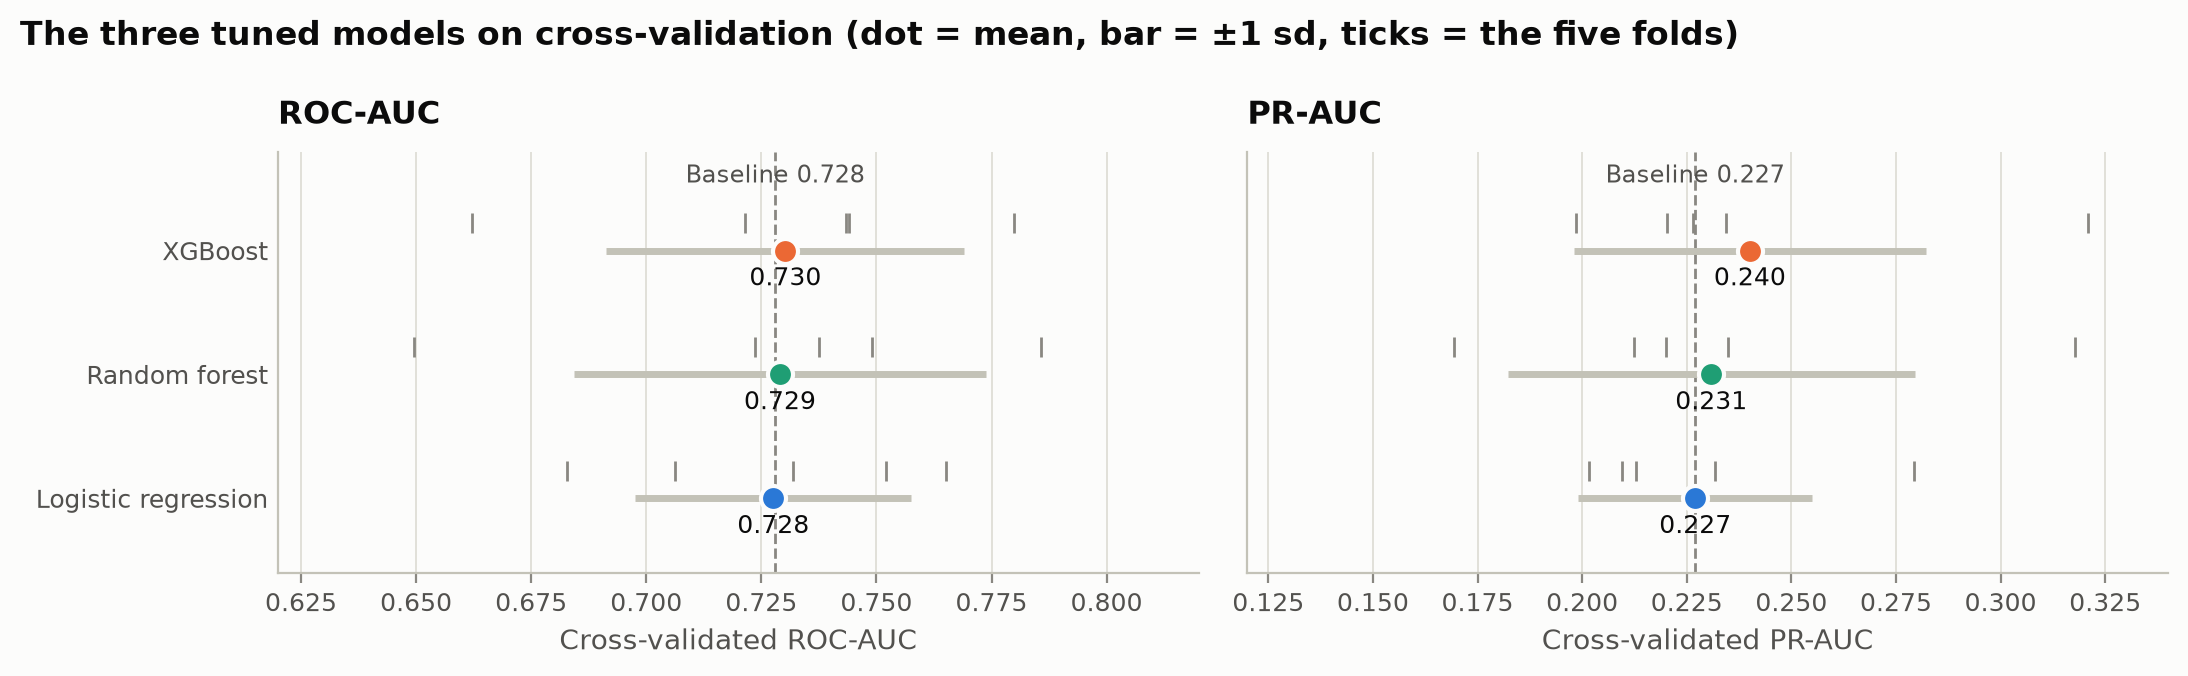 The three tuned models on cross-validation (dot = mean, bar = ±1 sd, ticks = the five folds)
ROC-AUC
Baseline 0.728
XGBoost
0.730
Random forest
0.729
Logistic regression
0.728
0.625 0.650 0.675 0.700 0.725 0.750 0.775 0.800
Cross-validated ROC-AUC
PR-AUC
Baseline 0.227
0.240
0.231
0.227
0.125 0.150 0.175 0.200 0.225 0.250 0.275 0.300 0.325
Cross-validated PR-AUC